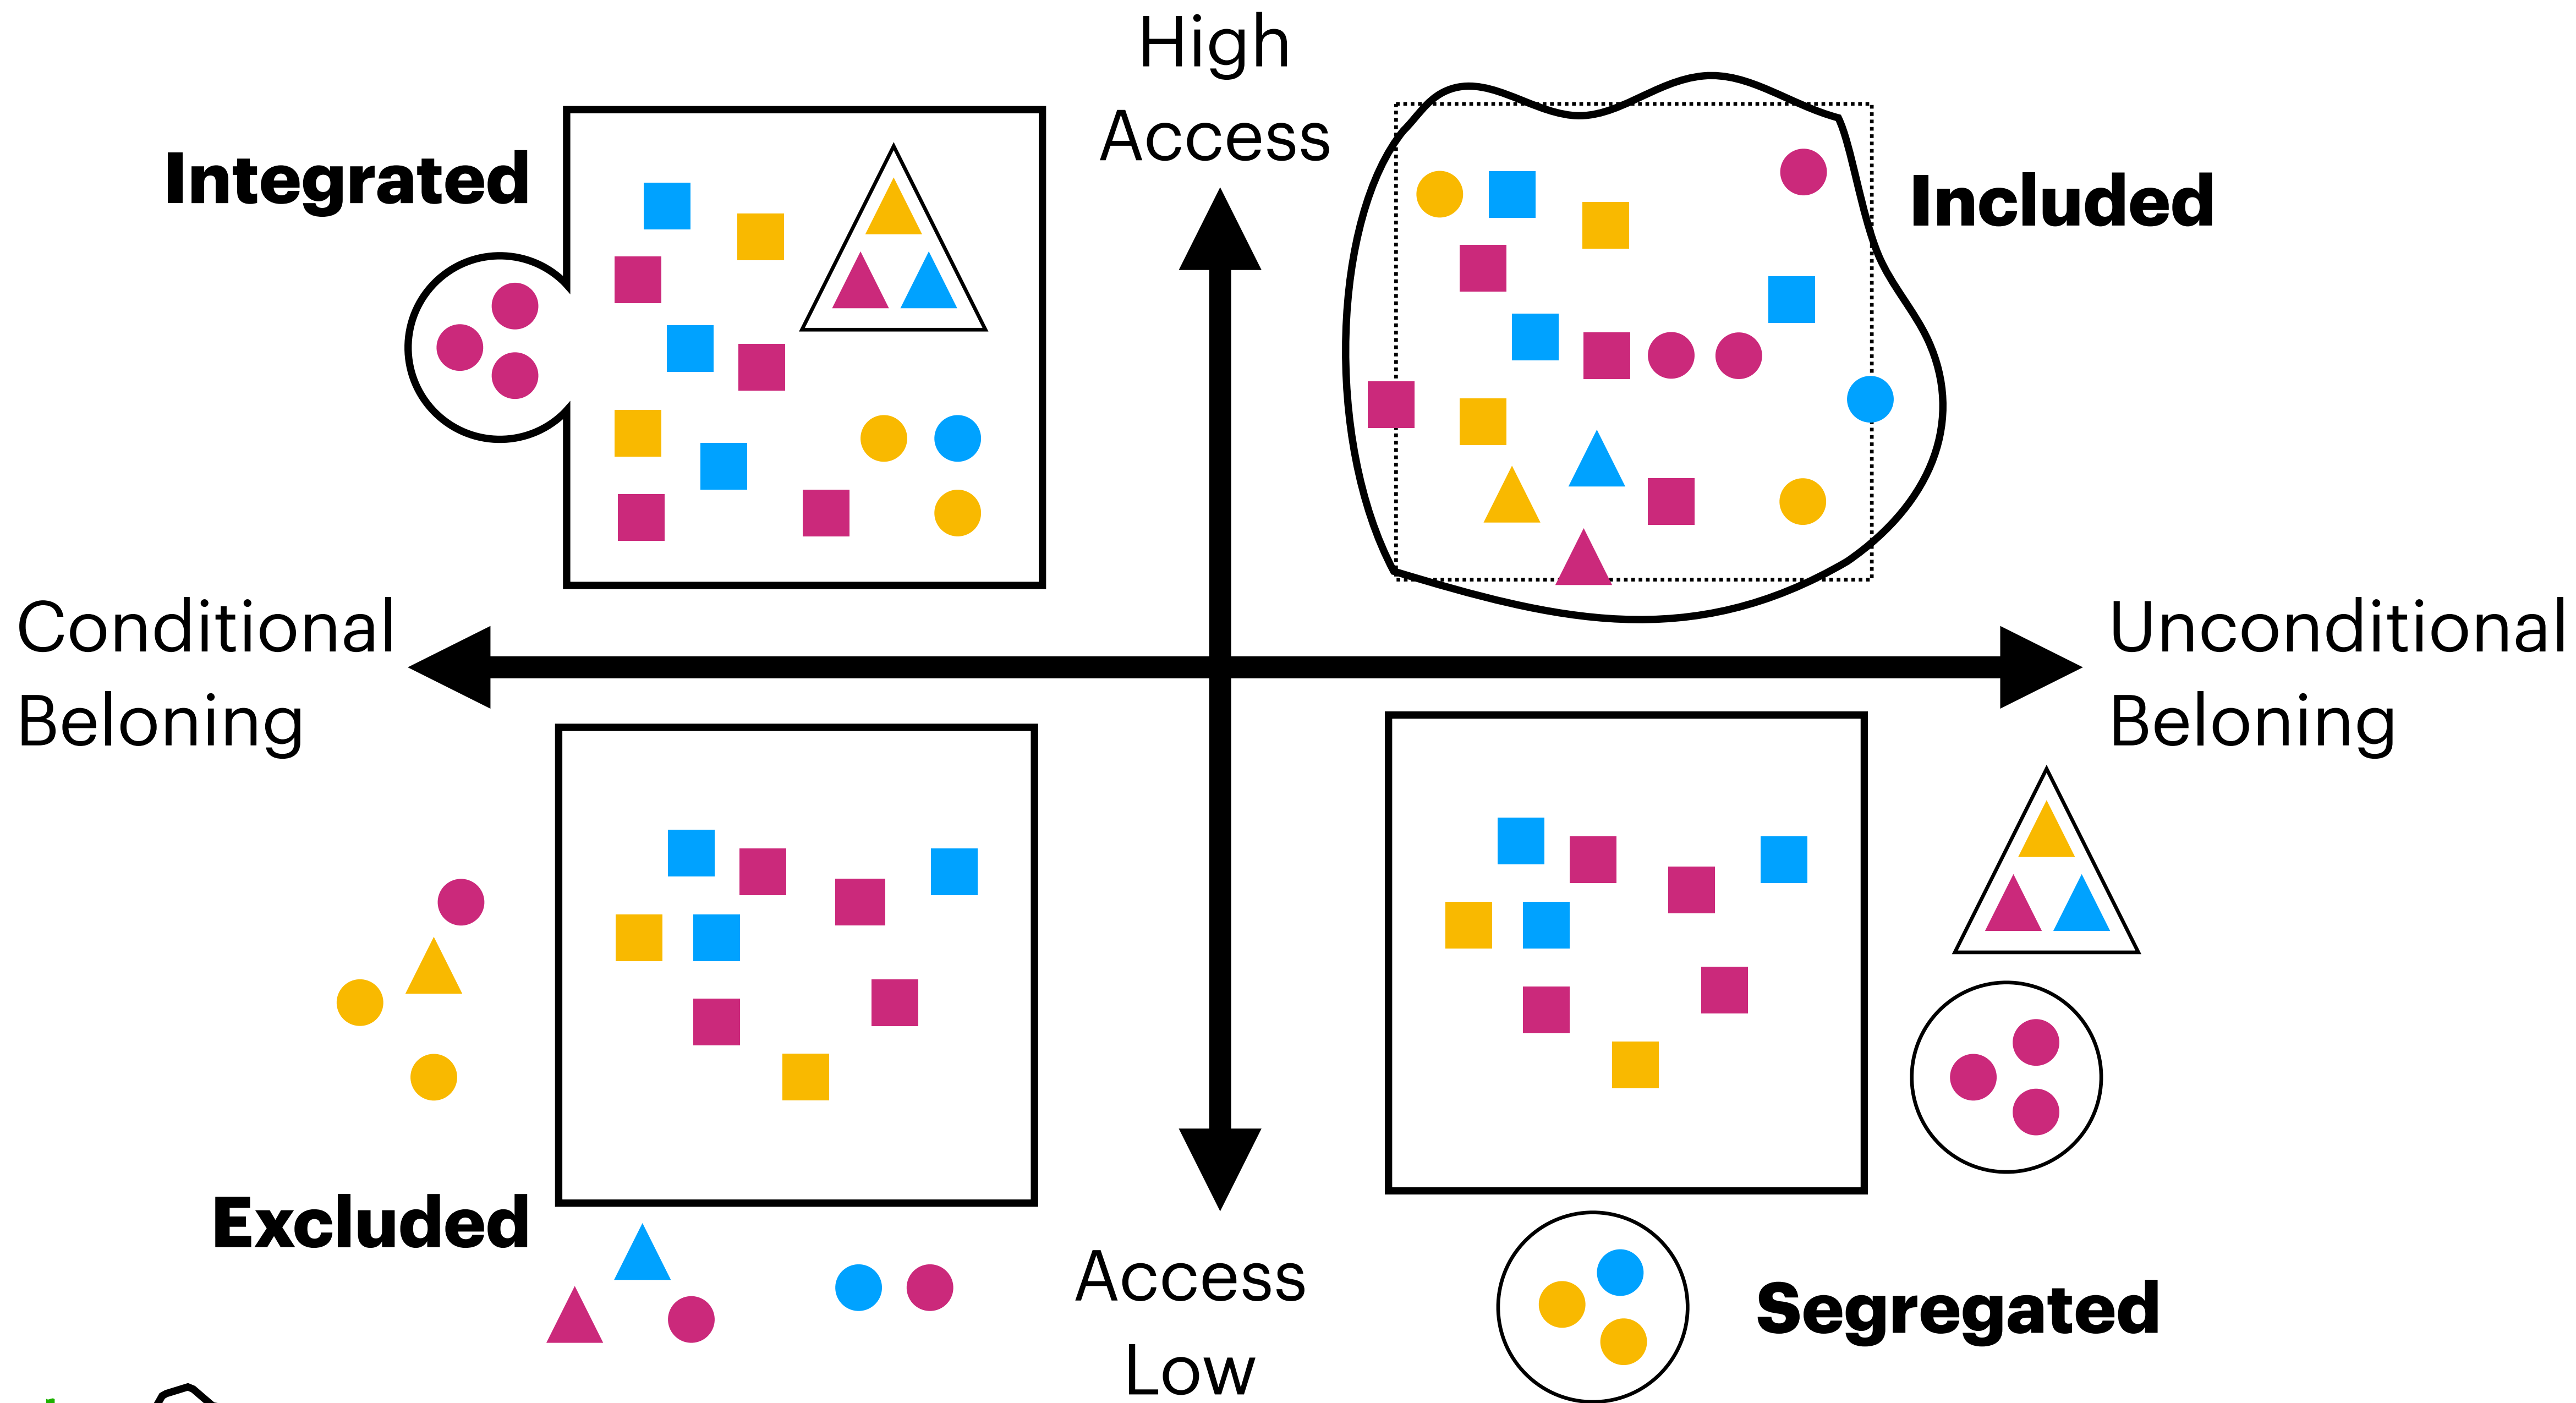 High
Access
Integrated
Included
Conditional
Beloning
Unconditional
Beloning
Excluded
Access
Low
Segregated